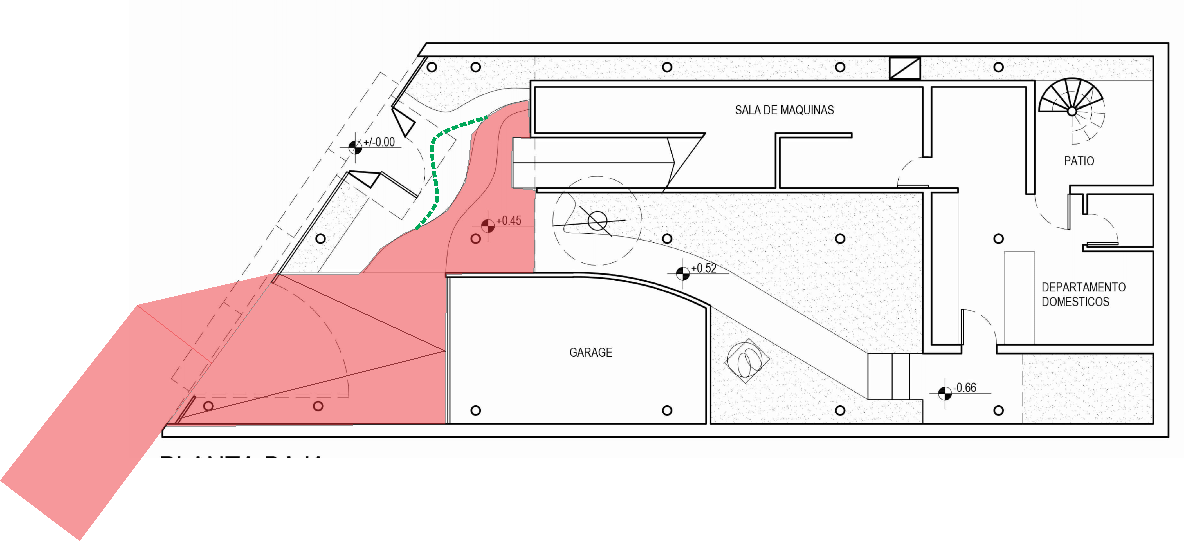 SALA DE MAQUINAS
+/-0.00
PATIO
+0.45
+0.52
DEPARTAMENTO
DOMESTICOS
GARAGE
-0.66